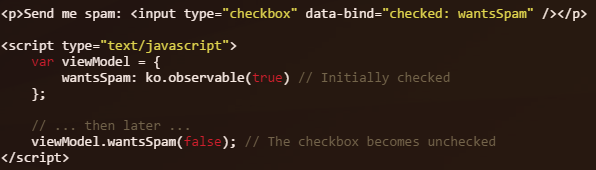 <p>Send me spam: <input type="checkbox" data-bind="checked: wantsSpam" /></p>
<script type="text/javascript">
var viewModel = {
wantsSpam: ko.observable(true) // Initially checked
};
// ... then later ...
viewModel.wantsSpam(false); // The checkbox becomes unchecked
</script>